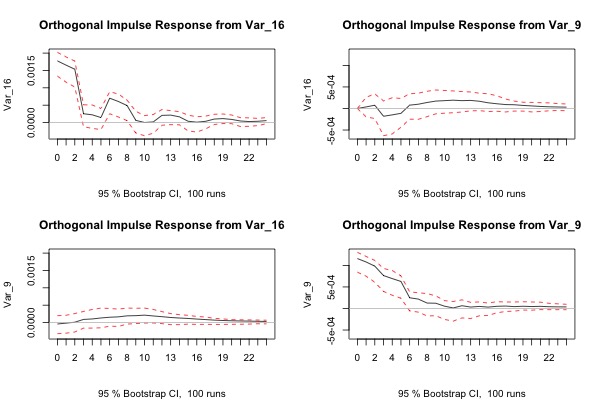 Orthogonal Impulse Response from Var_16
Orthogonal Impulse Response from Var_9
Var_16
0.0000
0.0015
0 2 4 6 8 10 13 16 19 22
95 % Bootstrap CI, 100 runs
Var_16
-5e-04
5e-04
0 2 4 6 8 10 13 16 19 22
95 % Bootstrap CI, 100 runs
Orthogonal Impulse Response from Var_16
Orthogonal Impulse Response from Var_9
Var_9
0.0000
0.0015
0 2 4 6 8 10 13 16 19 22
95 % Bootstrap CI, 100 runs
Var_9
-5e-04
5e-04
0 2 4 6 8 10 13 16 19 22
95 % Bootstrap CI, 100 runs